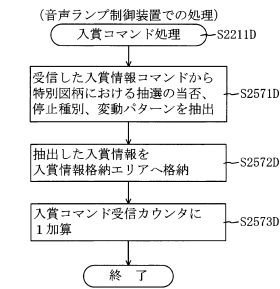 （音声ランプ制御装置での処理）
入賞コマンド処理
S2211D
受信した入賞情報コマンドから
特別図柄における抽選の当否、
停止種別、変動パターンを抽出
S2571D
抽出した入賞情報を
入賞情報格納エリアへ格納
S2572D
入賞コマンド受信カウンタに
１加算
S2573D
終 了